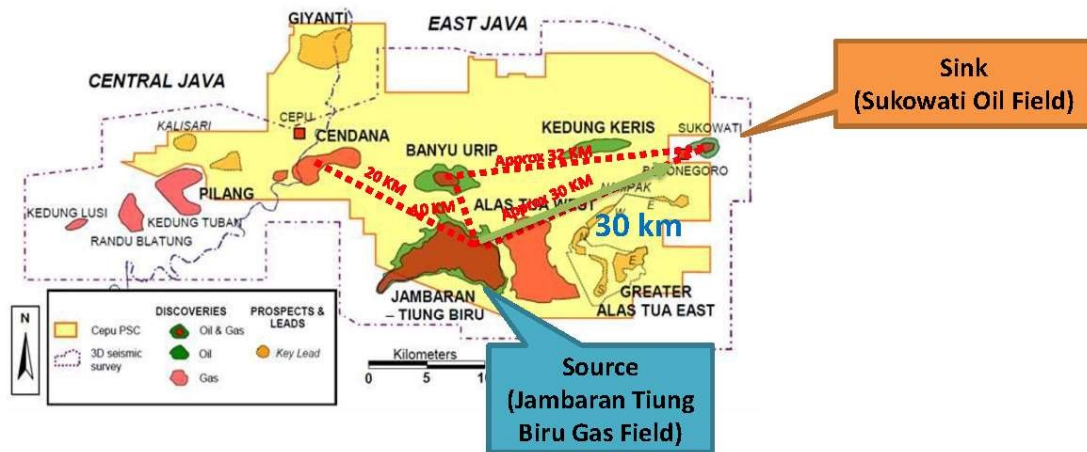 GIYANTI
EAST JAVA
CENTRAL JAVA
Sink
(Sukowati Oil Field)
KALISARI
CEPU
CENDANA
KEDUNG KERIS
SUKOWATI
BANYU URIP
Approx 32 KM
20 KM
10 KM
PILANG
ALAS TUA WEST
Approx 30 KM
30 km
KEDUNG LUSI
KEDUNG TUBAN
RANDU BLATUNG
W
E
N
E
JAMBARAN
– TIUNG BIRU
GREATER
ALAS TUA EAST
N
DISCOVERIES
PROSPECTS &
LEADS
Cepu PSC
Oil & Gas
Key Lead
3D seismic
survey
Oil
Gas
Kilometers
0 5 10
Source
(Jambaran Tiung
Biru Gas Field)